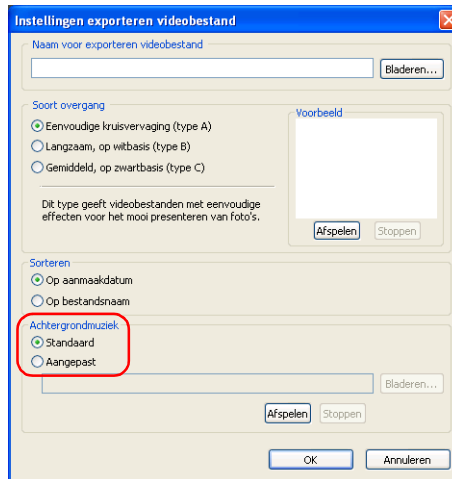 Instellingen exporteren videobestand
Naam voor exporteren videobestand
Bladeren...
Soort overgang
Eenvoudige kruisvervaging (type A)
Langzaam, op witbasis (type B)
Gemiddeld, op zwartbasis (type C)
Dit type geeft videobestanden met eenvoudige
effecten voor het mooi presenteren van foto's.
Voorbeeld
Afspelen
Stoppen
Sorteren
Op aanmaakdatum
Op bestandsnaam
Achtergrondmuziek
Standaard
Aangepast
Bladeren...
Afspelen
Stoppen
OK
Annuleren